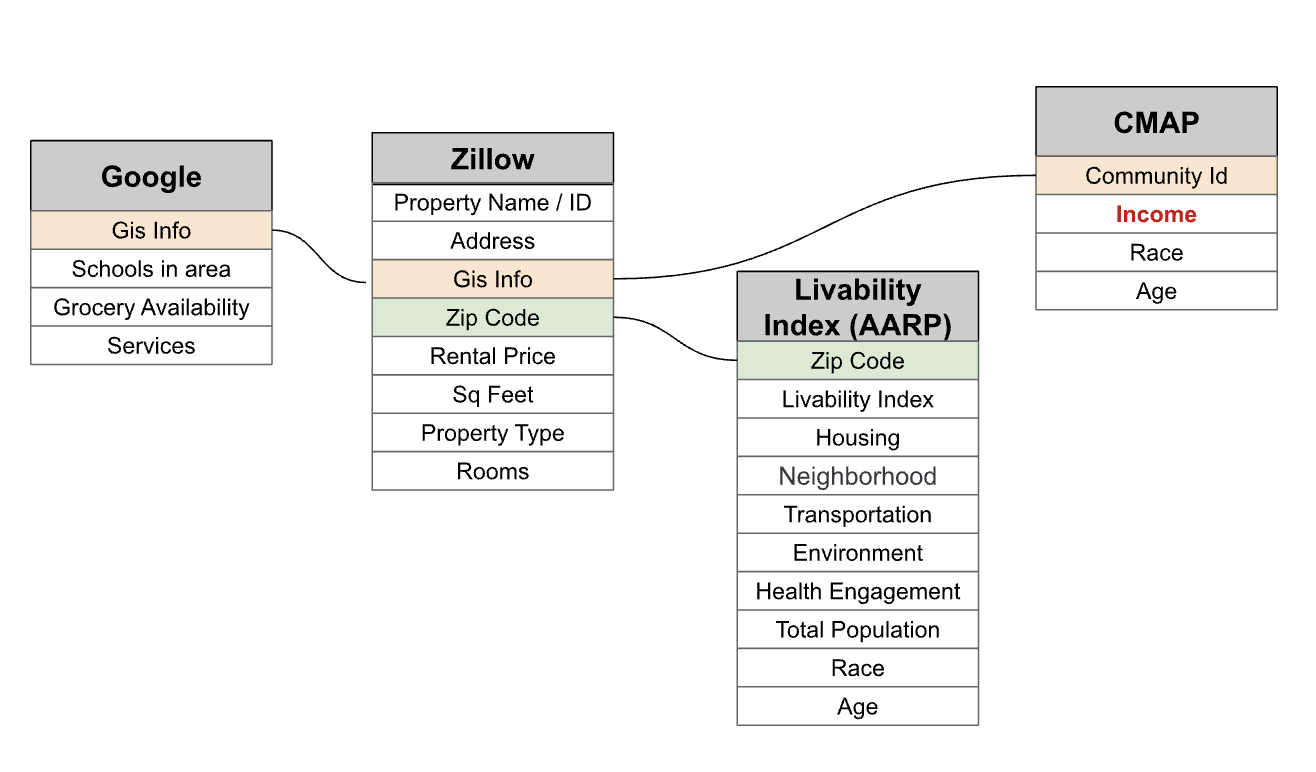 Google
Gis Info
Schools in area
Grocery Availability
Services
Zillow
Property Name / ID
Address
Gis Info
Zip Code
Rental Price
Sq Feet
Property Type
Rooms
Livability
Index (AARP)
Zip Code
Livability Index
Housing
Neighborhood
Transportation
Environment
Health Engagement
Total Population
Race
Age
CMAP
Community Id
Income
Race
Age